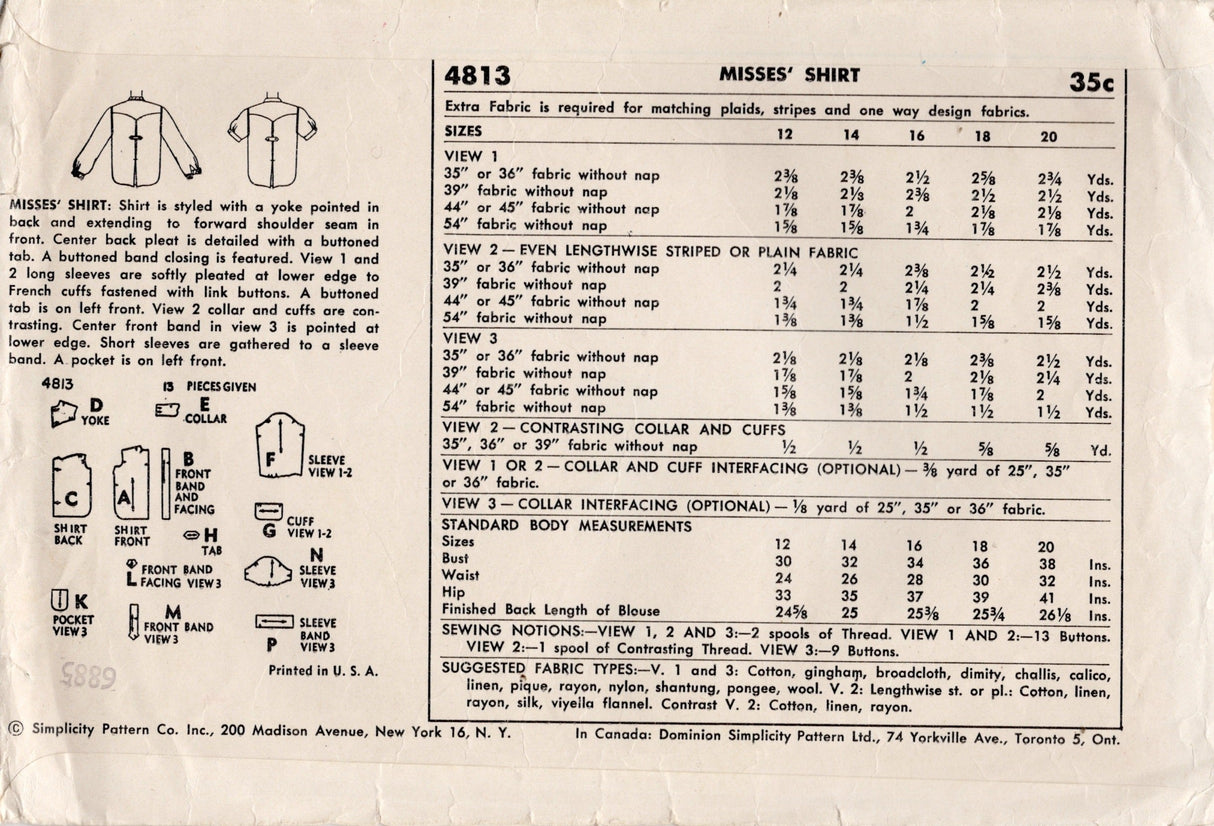 MISSES' SHIRT: Shirt is styled with a yoke pointed in
back and extending to forward shoulder seam in
front. Center back pleat is detailed with a buttoned
tab. A buttoned band closing is featured. View 1 and
2 long sleeves are softly pleated at lower edge to
French cuffs fastened with link buttons. A buttoned
tab is on left front. View 2 collar and cuffs are con-
trasting. Center front band in view 3 is pointed at
lower edge. Short sleeves are gathered to a sleeve
band. A pocket is on left front.
4813 13 PIECES GIVEN
D
YOKE
E
COLLAR
F SLEEVE
VIEW 1-2
C
SHIRT
BACK
A
SHIRT
FRONT
B
FRONT
BAND
AND
FACING
G CUFF
VIEW 1-2
H
TAB
L FRONT BAND
FACING VIEW 3
N
SLEEVE
VIEW 3
K
POCKET
VIEW 3
M
FRONT BAND
VIEW 3
P SLEEVE
BAND
VIEW 3
5889
Printed in U. S. A.
4813 MISSES' SHIRT 35c
Extra Fabric is required for matching plaids, stripes and one way design fabrics.
SIZES 12 14 16 18 20
VIEW 1
35" or 36" fabric without nap 2⅜ 2⅜ 2½ 2⅝ 2¾ Yds.
39" fabric without nap 2⅛ 2⅛ 2⅜ 2½ 2½ Yds.
44" or 45" fabric without nap 1⅞ 1⅞ 2 2⅛ 2⅛ Yds.
54" fabric without nap 1⅝ 1⅝ 1¾ 1⅞ 1⅞ Yds.
VIEW 2 — EVEN LENGTHWISE STRIPED OR PLAIN FABRIC
35" or 36" fabric without nap 2¼ 2¼ 2⅜ 2½ 2½ Yds.
39" fabric without nap 2 2 2¼ 2¼ 2⅜ Yds.
44" or 45" fabric without nap 1¾ 1¾ 1⅞ 2 2 Yds.
54" fabric without nap 1⅜ 1⅜ 1½ 1⅝ 1⅝ Yds.
VIEW 3
35" or 36" fabric without nap 2⅛ 2⅛ 2⅛ 2⅜ 2½ Yds.
39" fabric without nap 1⅞ 1⅞ 2 2⅛ 2¼ Yds.
44" or 45" fabric without nap 1⅝ 1⅝ 1¾ 1⅞ 2 Yds.
54" fabric without nap 1⅜ 1⅜ 1½ 1½ 1½ Yds.
VIEW 2 — CONTRASTING COLLAR AND CUFFS
35", 36" or 39" fabric without nap ½ ½ ½ ⅝ ⅝ Yd.
VIEW 1 OR 2 — COLLAR AND CUFF INTERFACING (OPTIONAL) — ⅜ yard of 25", 35"
or 36" fabric.
VIEW 3 — COLLAR INTERFACING (OPTIONAL) — ⅛ yard of 25", 35" or 36" fabric.
STANDARD BODY MEASUREMENTS
Sizes 12 14 16 18 20
Bust 30 32 34 36 38 Ins.
Waist 24 26 28 30 32 Ins.
Hip 33 35 37 39 41 Ins.
Finished Back Length of Blouse 24⅝ 25 25⅜ 25¾ 26⅛ Ins.
SEWING NOTIONS:—VIEW 1, 2 AND 3:—2 spools of Thread. VIEW 1 AND 2:—13 Buttons.
VIEW 2:—1 spool of Contrasting Thread. VIEW 3:—9 Buttons.
SUGGESTED FABRIC TYPES:—V. 1 and 3: Cotton, gingham, broadcloth, dimity, challis, calico,
linen, pique, rayon, nylon, shantung, pongee, wool. V. 2: Lengthwise st. or pl.: Cotton, linen,
rayon, silk, viyella flannel. Contrast V. 2: Cotton, linen, rayon.
© Simplicity Pattern Co. Inc., 200 Madison Avenue, New York 16, N. Y. In Canada: Dominion Simplicity Pattern Ltd., 74 Yorkville Ave., Toronto 5, Ont.